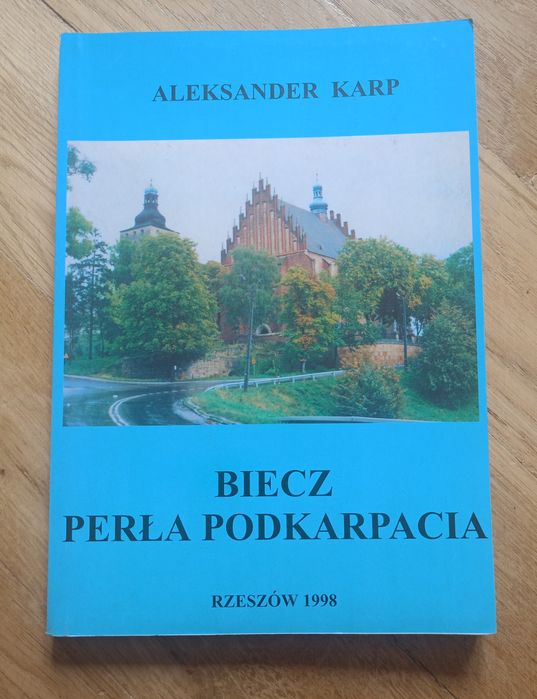 ALEKSANDER KARP
BIECZ
PERŁA PODKARPACIA
RZESZÓW 1998